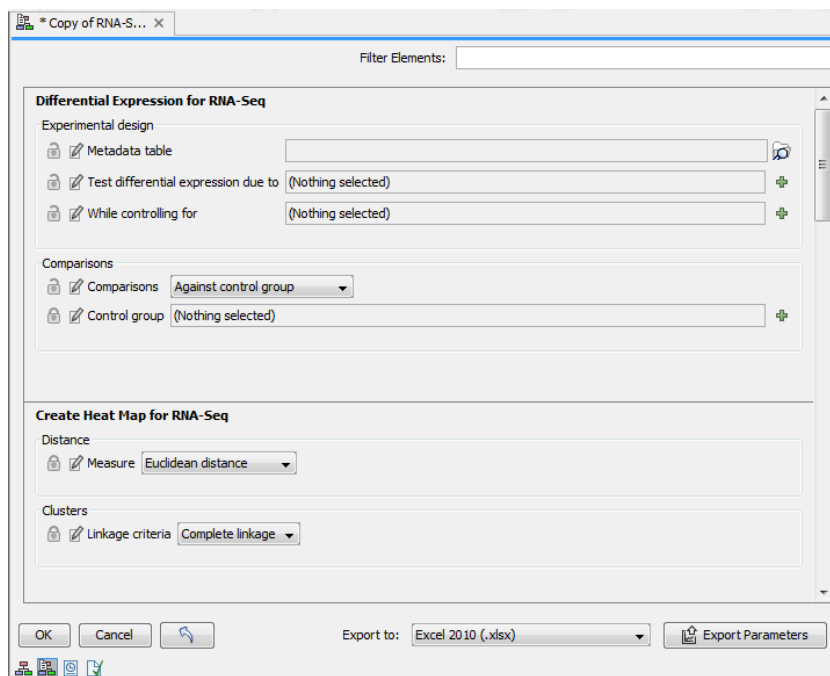 * Copy of RNA-S...
Filter Elements:
Differential Expression for RNA-Seq
Experimental design
Metadata table
Test differential expression due to (Nothing selected)
While controlling for (Nothing selected)
Comparisons
Comparisons Against control group
Control group (Nothing selected)
Create Heat Map for RNA-Seq
Distance
Measure Euclidean distance
Clusters
Linkage criteria Complete linkage
OK Cancel Export to: Excel 2010 (.xlsx) Export Parameters